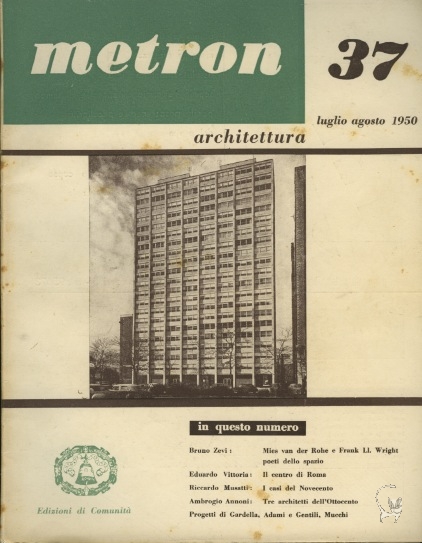 metron 37
luglio agosto 1950
architettura
in questo numero
Bruno Zevi: Mies van der Rohe e Frank Ll. Wright
poeti dello spazio
Eduardo Vittoria: Il centro di Roma
Riccardo Musatti: I casi del Novecento
Ambrogio Annoni: Tre architetti dell'Ottocento
Progetti di Gardella, Adami e Gentili, Mucchi
Edizioni di Comunità